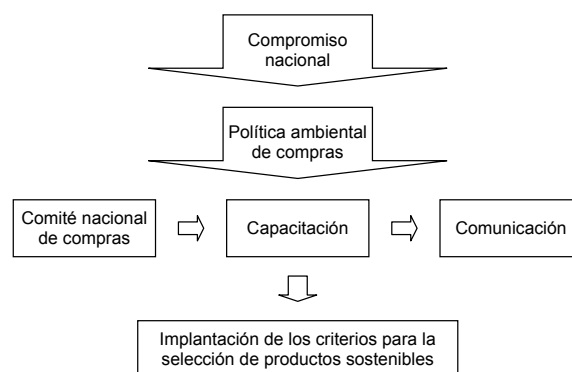 Compromiso
nacional
Política ambiental
de compras
Comité nacional
de compras
Capacitación
Comunicación
Implantación de los criterios para la
selección de productos sostenibles